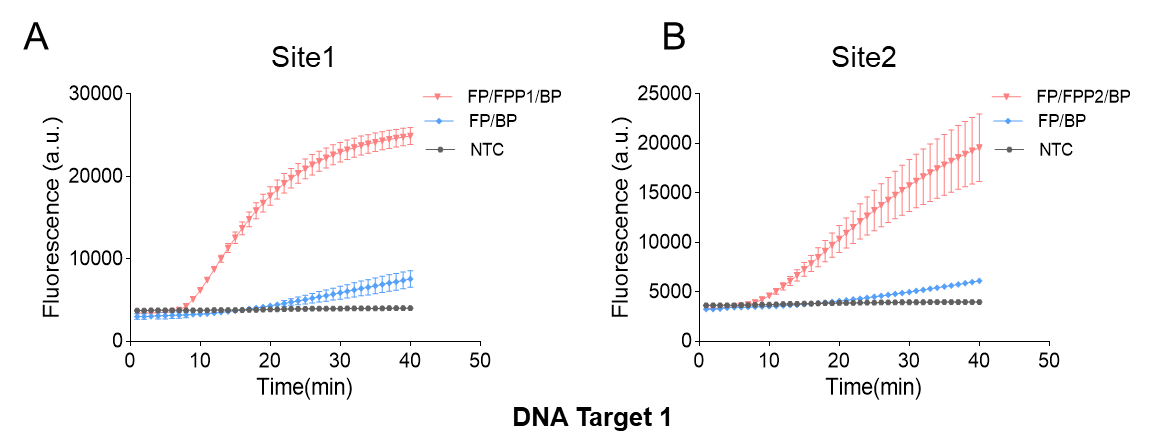 A
Site1
30000
20000
10000
0
Fluorescence (a.u.)
0 10 20 30 40 50
Time(min)
FP/FPP1/BP
FP/BP
NTC
B
Site2
25000
20000
15000
10000
5000
0
Fluorescence (a.u.)
0 10 20 30 40 50
Time(min)
FP/FPP2/BP
FP/BP
NTC
DNA Target 1